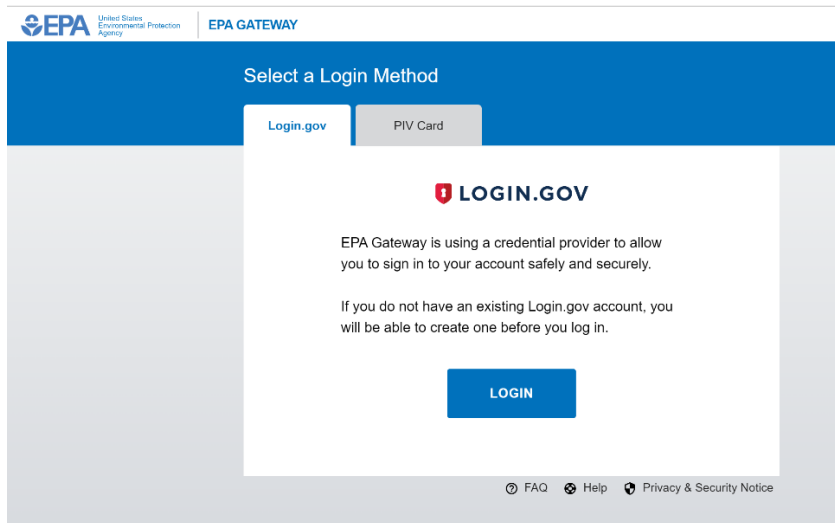 EPA
United States
Environmental Protection
Agency
EPA GATEWAY
Select a Login Method
Login.gov
PIV Card
LOGIN.GOV
EPA Gateway is using a credential provider to allow
you to sign in to your account safely and securely.
If you do not have an existing Login.gov account, you
will be able to create one before you log in.
LOGIN
FAQ Help Privacy & Security Notice